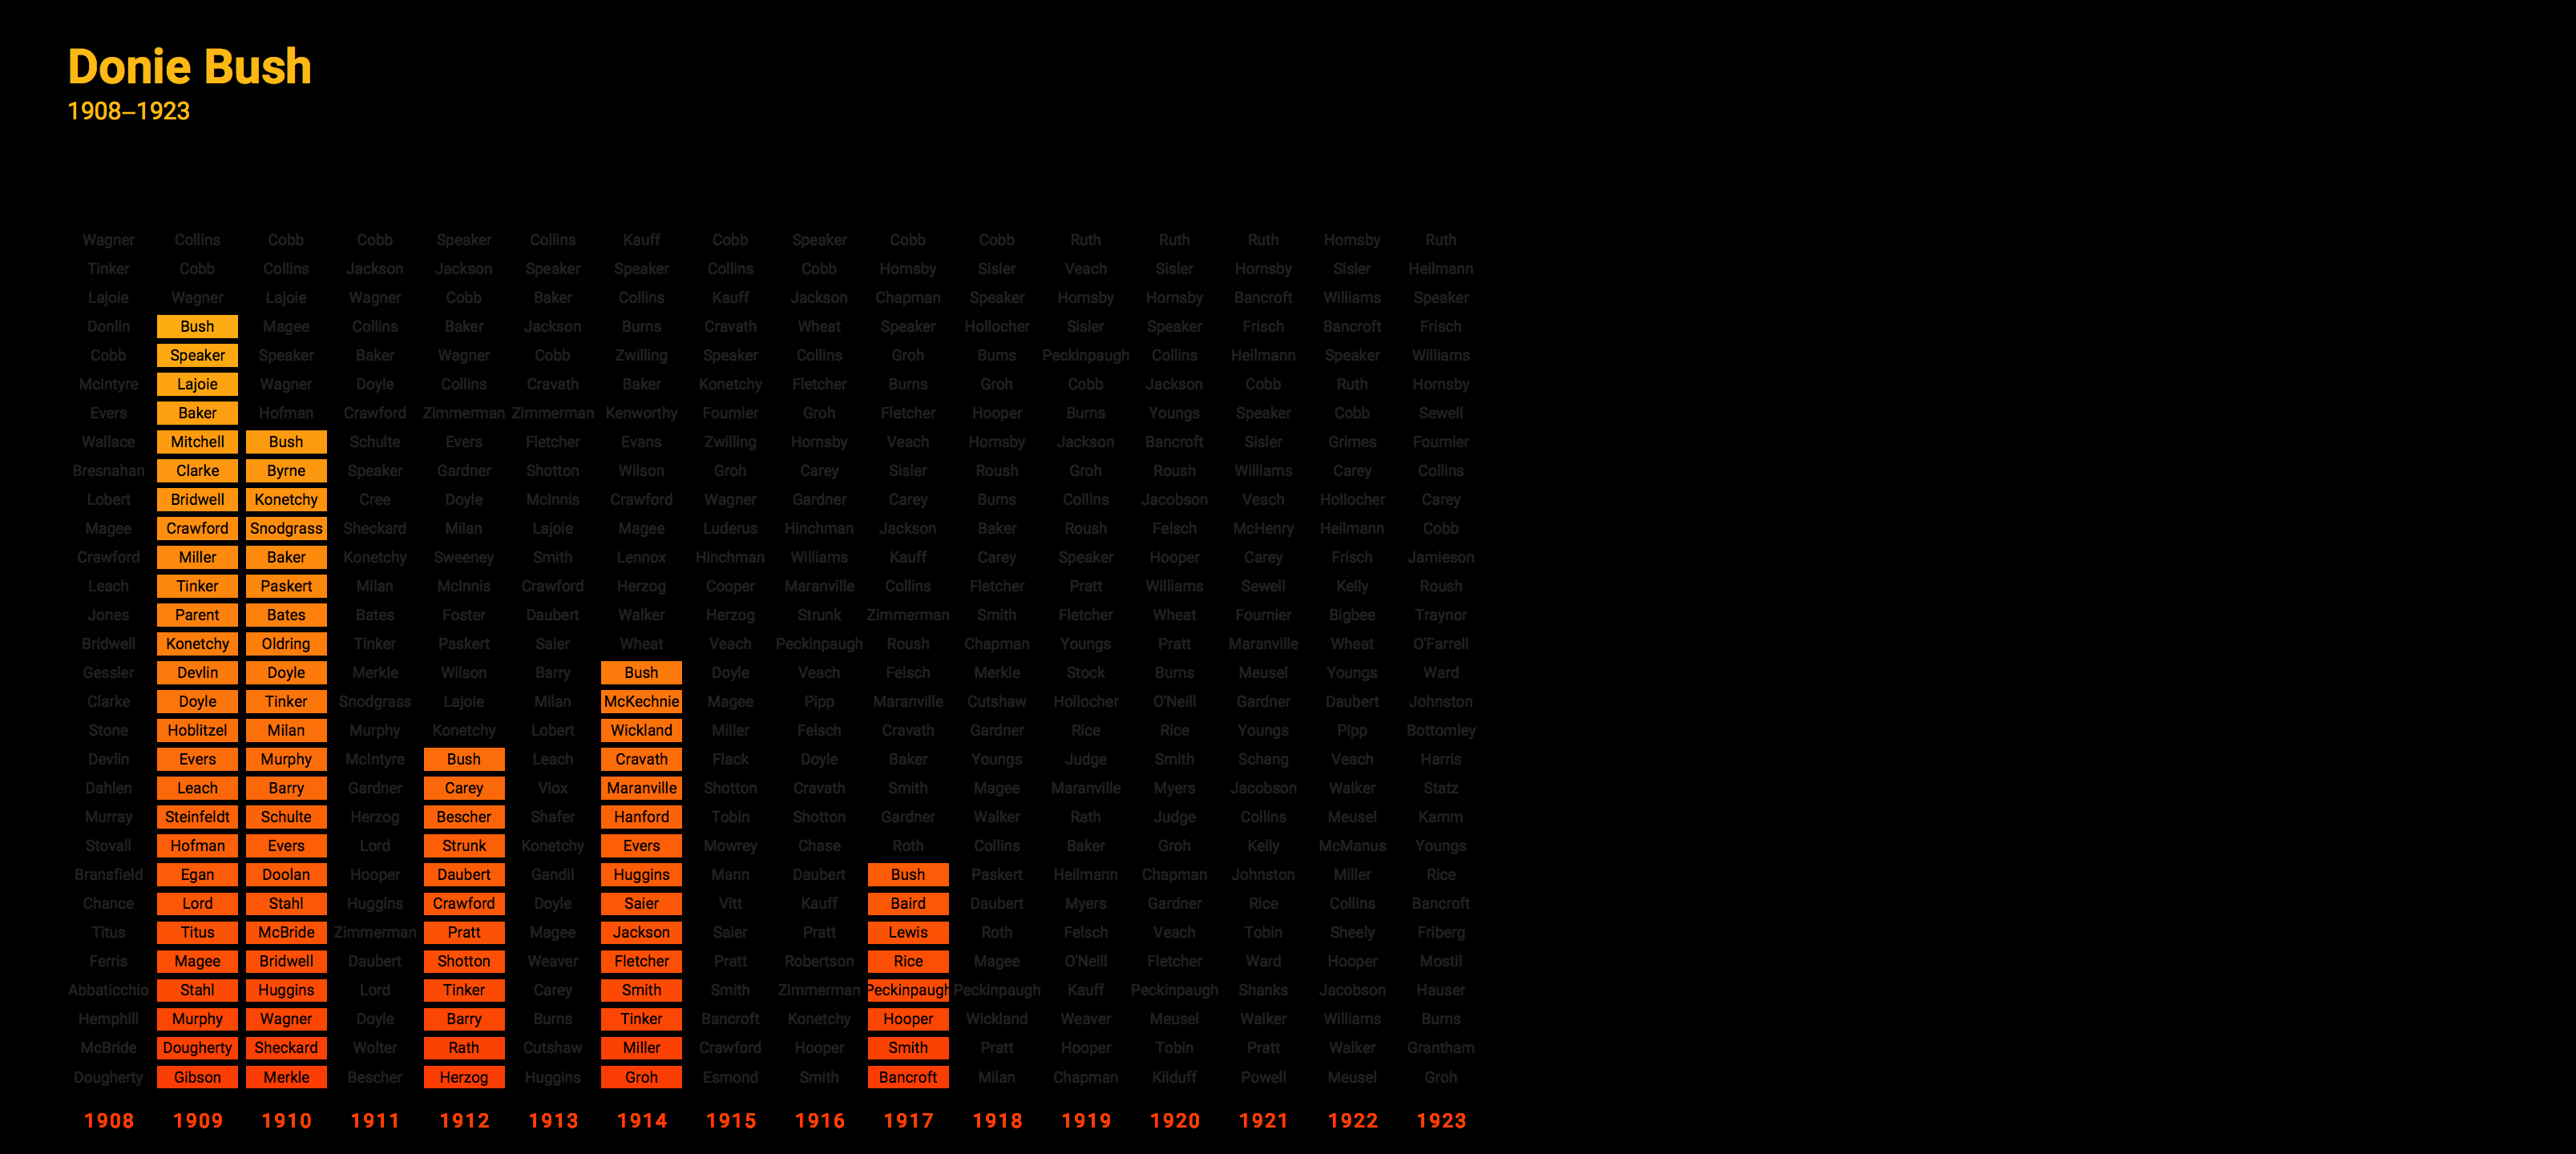 Donie Bush
1908–1923
Wagner Collins Cobb Cobb Speaker Collins Kauff Cobb Speaker Cobb Cobb Ruth Ruth Ruth Hornsby Ruth
Tinker Cobb Collins Jackson Jackson Speaker Speaker Collins Cobb Hornsby Sisler Veach Sisler Hornsby Sisler Heilmann
Lajoie Wagner Lajoie Wagner Cobb Baker Collins Kauff Jackson Chapman Speaker Hornsby Hornsby Bancroft Williams Speaker
Donlin Bush Magee Collins Baker Jackson Burns Cravath Wheat Speaker Hollocher Sisler Speaker Frisch Bancroft Frisch
Cobb Speaker Speaker Baker Wagner Cobb Zwilling Speaker Collins Groh Burns Peckinpaugh Collins Heilmann Speaker Williams
McIntyre Lajoie Wagner Doyle Collins Cravath Baker Konetchy Fletcher Burns Groh Cobb Jackson Cobb Ruth Hornsby
Evers Baker Hofman Crawford Zimmerman Zimmerman Kenworthy Fournier Groh Fletcher Hooper Burns Youngs Speaker Cobb Sewell
Wallace Mitchell Bush Schulte Evers Fletcher Evans Zwilling Hornsby Veach Hornsby Jackson Bancroft Sisler Grimes Fournier
Bresnahan Clarke Byrne Speaker Gardner Shotton Wilson Groh Carey Sisler Roush Groh Roush Williams Carey Collins
Lobert Bridwell Konetchy Cree Doyle McInnis Crawford Wagner Gardner Carey Burns Collins Jacobson Veach Hollocher Carey
Magee Crawford Snodgrass Sheckard Milan Lajoie Magee Luderus Hinchman Jackson Baker Roush Felsch McHenry Heilmann Cobb
Crawford Miller Baker Konetchy Sweeney Smith Lennox Hinchman Williams Kauff Carey Speaker Hooper Carey Frisch Jamieson
Leach Tinker Paskert Milan McInnis Crawford Herzog Cooper Maranville Collins Fletcher Pratt Williams Sewell Kelly Roush
Jones Parent Bates Bates Foster Daubert Walker Herzog Strunk Zimmerman Smith Fletcher Wheat Fournier Bigbee Traynor
Bridwell Konetchy Oldring Tinker Paskert Saier Wheat Veach Peckinpaugh Roush Chapman Youngs Pratt Maranville Wheat O'Farrell
Gessler Devlin Doyle Merkle Wilson Barry Bush Doyle Veach Felsch Merkle Stock Burns Meusel Youngs Ward
Clarke Doyle Tinker Snodgrass Lajoie Milan McKechnie Magee Pipp Maranville Cutshaw Hollocher O'Neill Gardner Daubert Johnston
Stone Hoblitzel Milan Murphy Konetchy Lobert Wickland Miller Felsch Cravath Gardner Rice Rice Youngs Pipp Bottomley
Devlin Evers Murphy McIntyre Bush Leach Cravath Flack Doyle Baker Youngs Judge Smith Schang Veach Harris
Dahlen Leach Barry Gardner Carey Viox Maranville Shotton Cravath Smith Magee Maranville Myers Jacobson Walker Statz
Murray Steinfeldt Schulte Herzog Bescher Shafer Hanford Tobin Shotton Gardner Walker Rath Judge Collins Meusel Kamm
Stovall Hofman Evers Lord Strunk Konetchy Evers Mowrey Chase Roth Collins Baker Groh Kelly McManus Youngs
Bransfield Egan Doolan Hooper Daubert Gandil Huggins Mann Daubert Bush Paskert Heilmann Chapman Johnston Miller Rice
Chance Lord Stahl Huggins Crawford Doyle Saier Vitt Kauff Baird Daubert Myers Gardner Rice Collins Bancroft
Titus Titus McBride Zimmerman Pratt Magee Jackson Saier Pratt Lewis Roth Felsch Veach Tobin Sheely Friberg
Ferris Magee Bridwell Daubert Shotton Weaver Fletcher Pratt Robertson Rice Magee O'Neill Fletcher Ward Hooper Mostil
Abbaticchio Stahl Huggins Lord Tinker Carey Smith Smith Zimmerman Peckinpaugh Peckinpaugh Kauff Peckinpaugh Shanks Jacobson Hauser
Hemphill Murphy Wagner Doyle Barry Burns Tinker Bancroft Konetchy Hooper Wickland Weaver Meusel Walker Williams Burns
McBride Dougherty Sheckard Wolter Rath Cutshaw Miller Crawford Hooper Smith Pratt Hooper Tobin Pratt Walker Grantham
Dougherty Gibson Merkle Bescher Herzog Huggins Groh Esmond Smith Bancroft Milan Chapman Kilduff Powell Meusel Groh
1908 1909 1910 1911 1912 1913 1914 1915 1916 1917 1918 1919 1920 1921 1922 1923